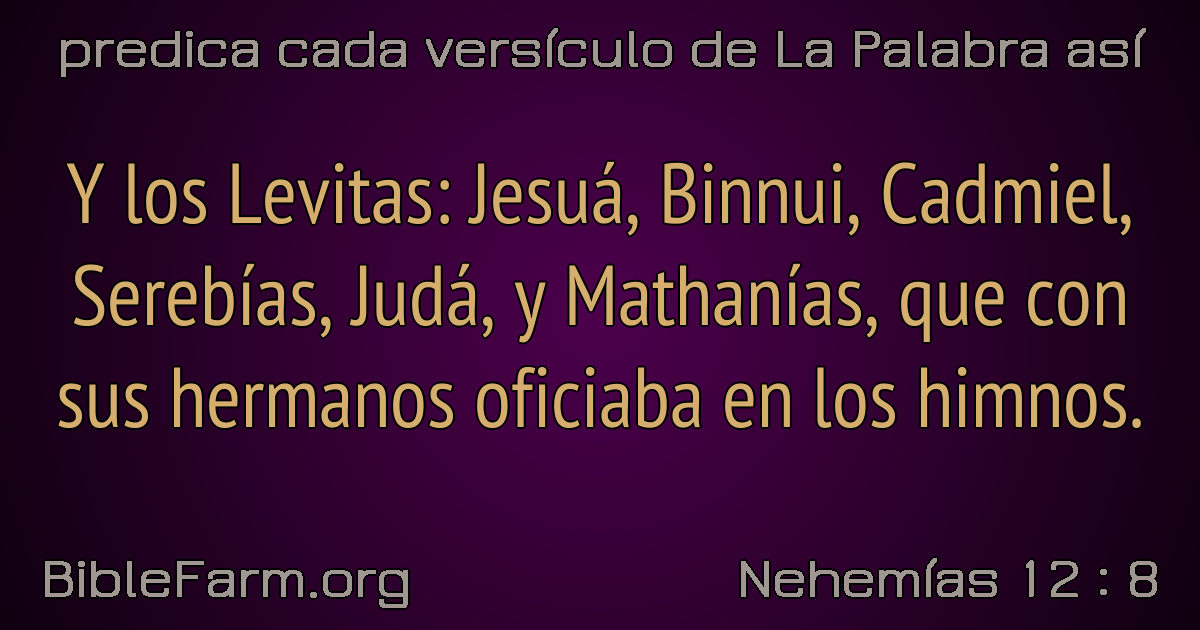 predica cada versículo de La Palabra así
Y los Levitas: Jesuá, Binnui, Cadmiel,
Serebías, Judá, y Mathanías, que con
sus hermanos oficiaba en los himnos.
BibleFarm.org
Nehemías 12 : 8